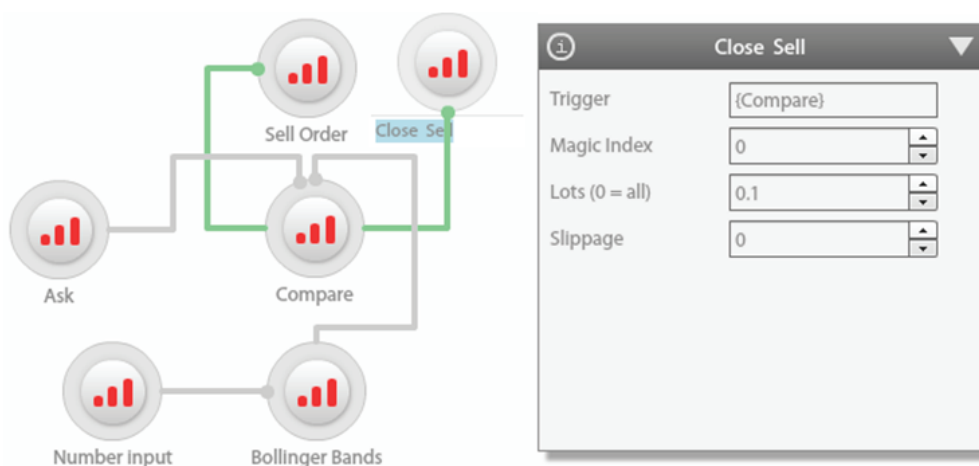 Sell Order
Close Sell
Ask
Compare
Number input
Bollinger Bands
i
Close Sell
Trigger
{Compare}
Magic Index
0
Lots (0 = all)
0.1
Slippage
0